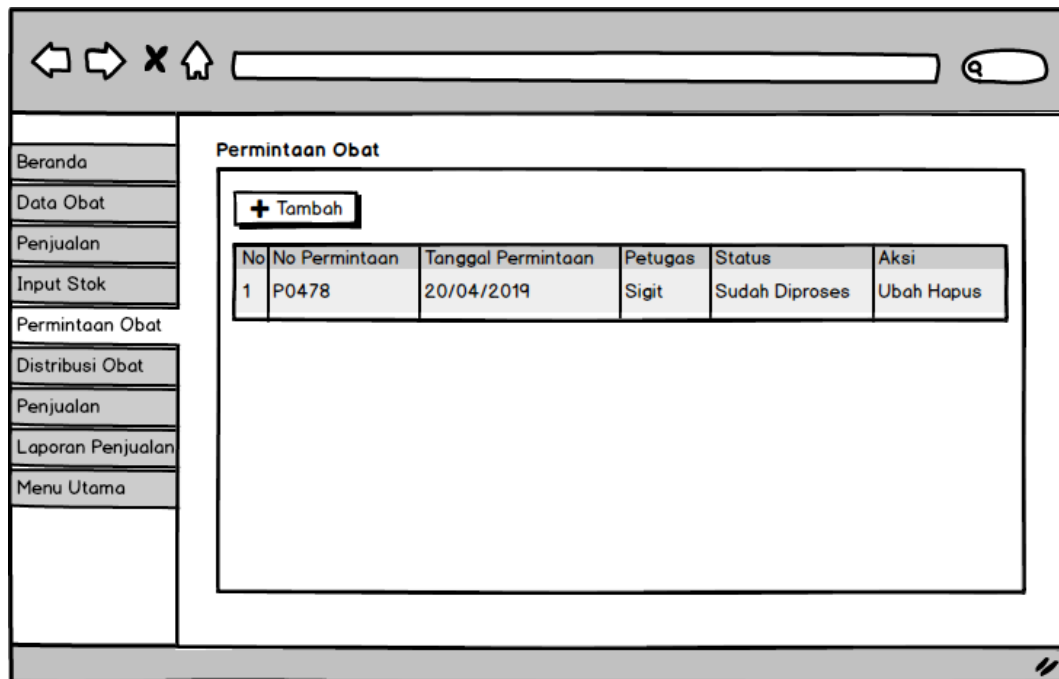 Beranda
Data Obat
Penjualan
Input Stok
Permintaan Obat
Distribusi Obat
Penjualan
Laporan Penjualan
Menu Utama
Permintaan Obat
+ Tambah
No No Permintaan Tanggal Permintaan Petugas Status Aksi
1 P0478 20/04/2019 Sigit Sudah Diproses Ubah Hapus